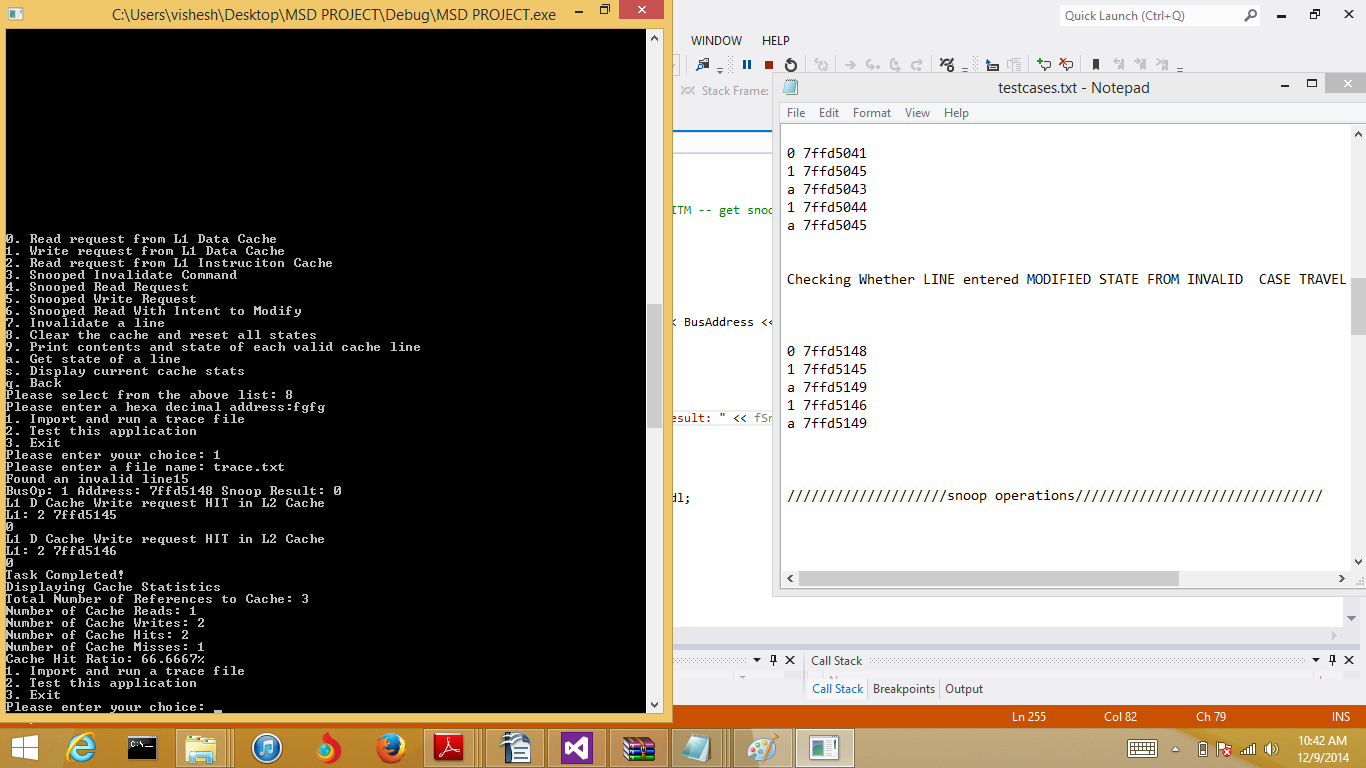 C:\Users\vishesh\Desktop\MSD PROJECT\Debug\MSD PROJECT.exe
0. Read request from L1 Data Cache
1. Write request from L1 Data Cache
2. Read request from L1 Instruciton Cache
3. Snooped Invalidate Command
4. Snooped Read Request
5. Snooped Write Request
6. Snooped Read With Intent to Modify
7. Invalidate a line
8. Clear the cache and reset all states
9. Print contents and state of each valid cache line
a. Get state of a line
s. Display current cache stats
q. Back
Please select from the above list: 8
Please enter a hexa decimal address:fgfg
1. Import and run a trace file
2. Test this application
3. Exit
Please enter your choice: 1
Please enter a file name: trace.txt
Found an invalid line15
BusOp: 1 Address: 7ffd5148 Snoop Result: 0
L1 D Cache Write request HIT in L2 Cache
L1: 2 7ffd5145
0
L1 D Cache Write request HIT in L2 Cache
L1: 2 7ffd5146
0
Task Completed!
Displaying Cache Statistics
Total Number of References to Cache: 3
Number of Cache Reads: 1
Number of Cache Writes: 2
Number of Cache Hits: 2
Number of Cache Misses: 1
Cache Hit Ratio: 66.6667%
1. Import and run a trace file
2. Test this application
3. Exit
Please enter your choice: _
Quick Launch (Ctrl+Q)
WINDOW HELP
Stack Frame:
ITM -- get snoo
< BusAddress <<
esult: " << fSn
dl;
testcases.txt - Notepad
File Edit Format View Help
0 7ffd5041
1 7ffd5045
a 7ffd5043
1 7ffd5044
a 7ffd5045
Checking Whether LINE entered MODIFIED STATE FROM INVALID  CASE TRAVEL
0 7ffd5148
1 7ffd5145
a 7ffd5149
1 7ffd5146
a 7ffd5149
////////////////////snoop operations///////////////////////////////
Call Stack
Call Stack Breakpoints Output
Ln 255 Col 82 Ch 79 INS
C:\_
10:42 AM
12/9/2014